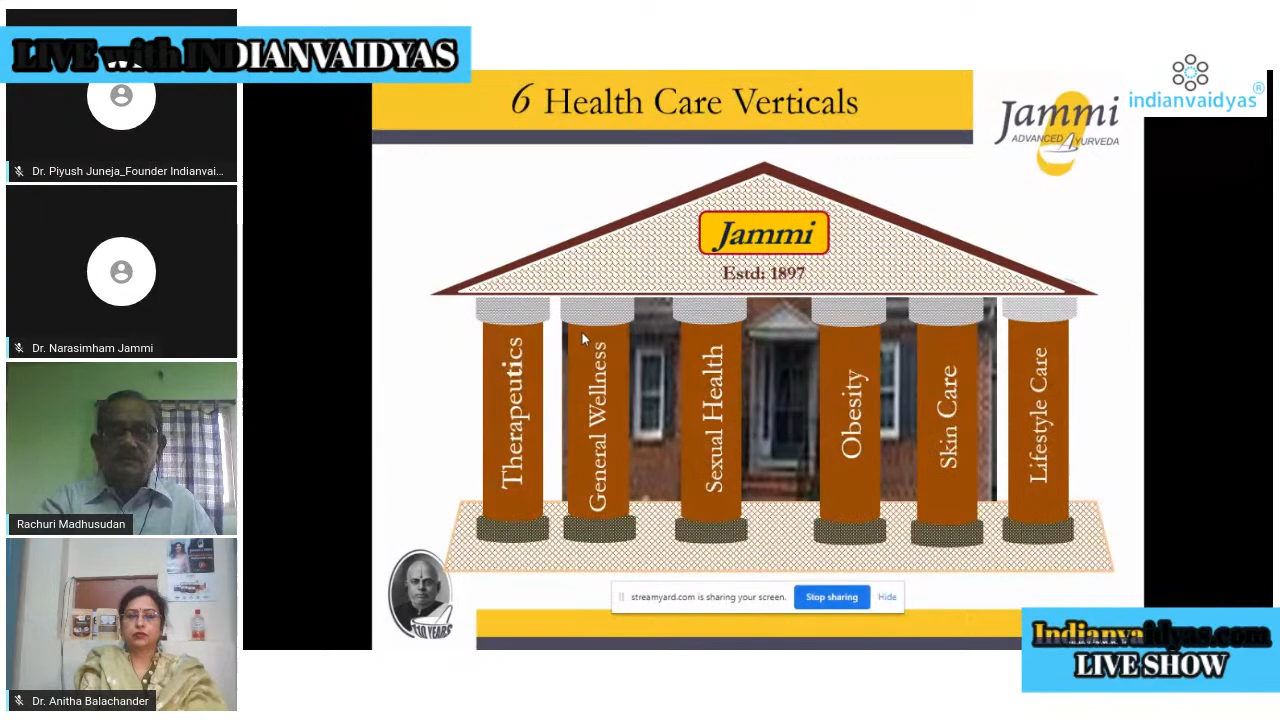 LIVE with INDIANVAIDYAS
Dr. Piyush Juneja_Founder Indianvai...
Dr. Narasimham Jammi
Rachuri Madhusudan
Dr. Anitha Balachander
6 Health Care Verticals
Jammi
ADVANCED AYURVEDA
indianvaidyas
®
Jammi
Estd: 1897
Therapeutics
General Wellness
Sexual Health
Obesity
Skin Care
Lifestyle Care
110 YEARS
streamyard.com is sharing your screen.
Stop sharing
Hide
Indianvaidyas.com
LIVE SHOW